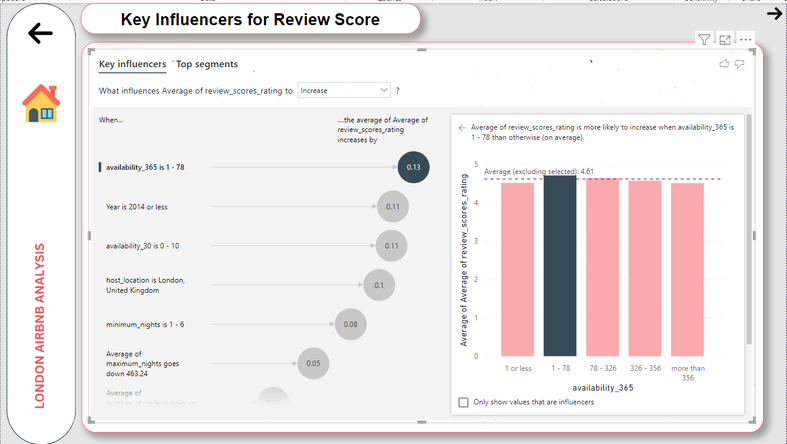 Key Influencers for Review Score
LONDON AIRBNB ANALYSIS
Key influencers
Top segments
What influences Average of review_scores_rating to
Increase
?
When...
....the average of Average of
review_scores_rating
increases by
availability_365 is 1 - 78
0.13
Year is 2014 or less
0.11
availability_30 is 0 - 10
0.11
host_location is London,
United Kingdom
0.1
minimum_nights is 1 - 6
0.08
Average of
maximum_nights goes
down 463.24
0.05
Average of
Average of review_scores_rating is more likely to increase when availability_365 is
1 - 78 than otherwise (on average).
Average of Average of review_scores_rating
5
4
3
2
1
0
Average (excluding selected): 4.61
1 or less
1 - 78
78 - 326
326 - 356
more than
356
availability_365
Only show values that are influencers